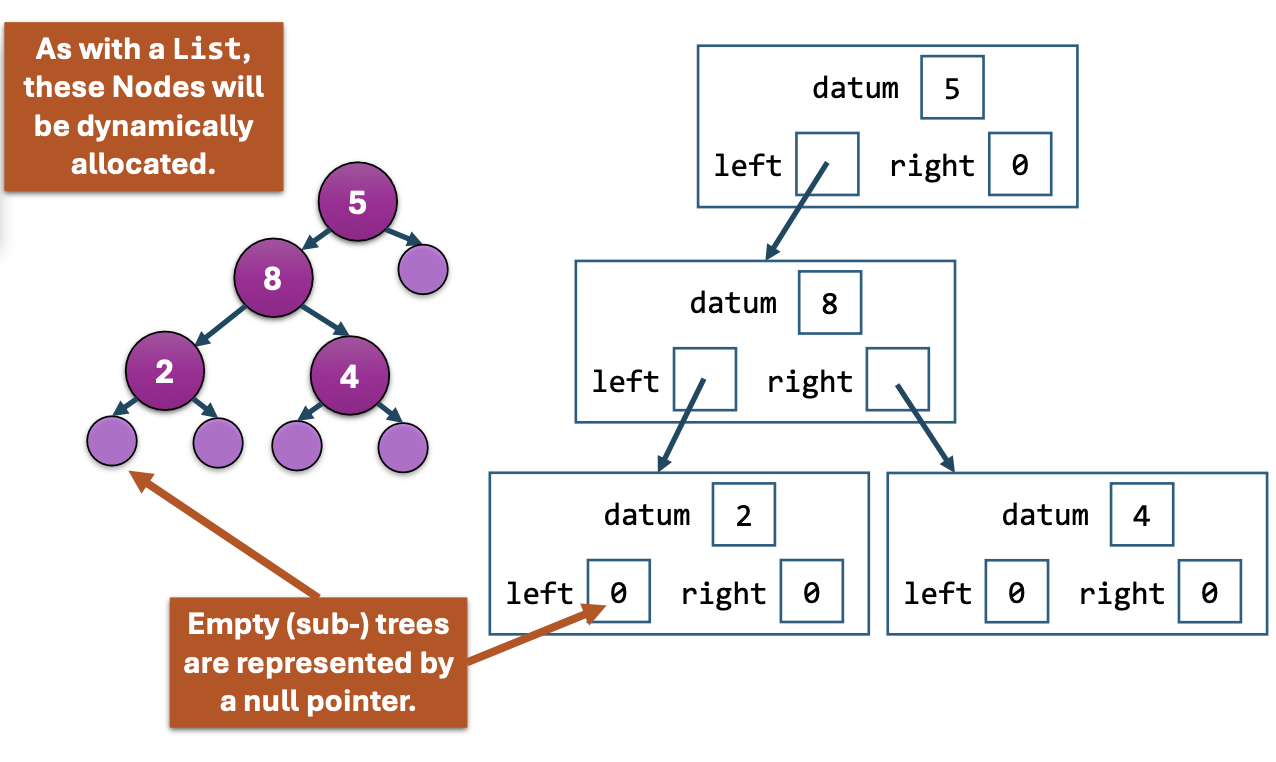 As with a List,
these Nodes will
be dynamically
allocated.
5
8
2
4
datum 5
left right 0
datum 8
left right
datum 2
left 0 right 0
datum 4
left 0 right 0
Empty (sub-) trees
are represented by
a null pointer.